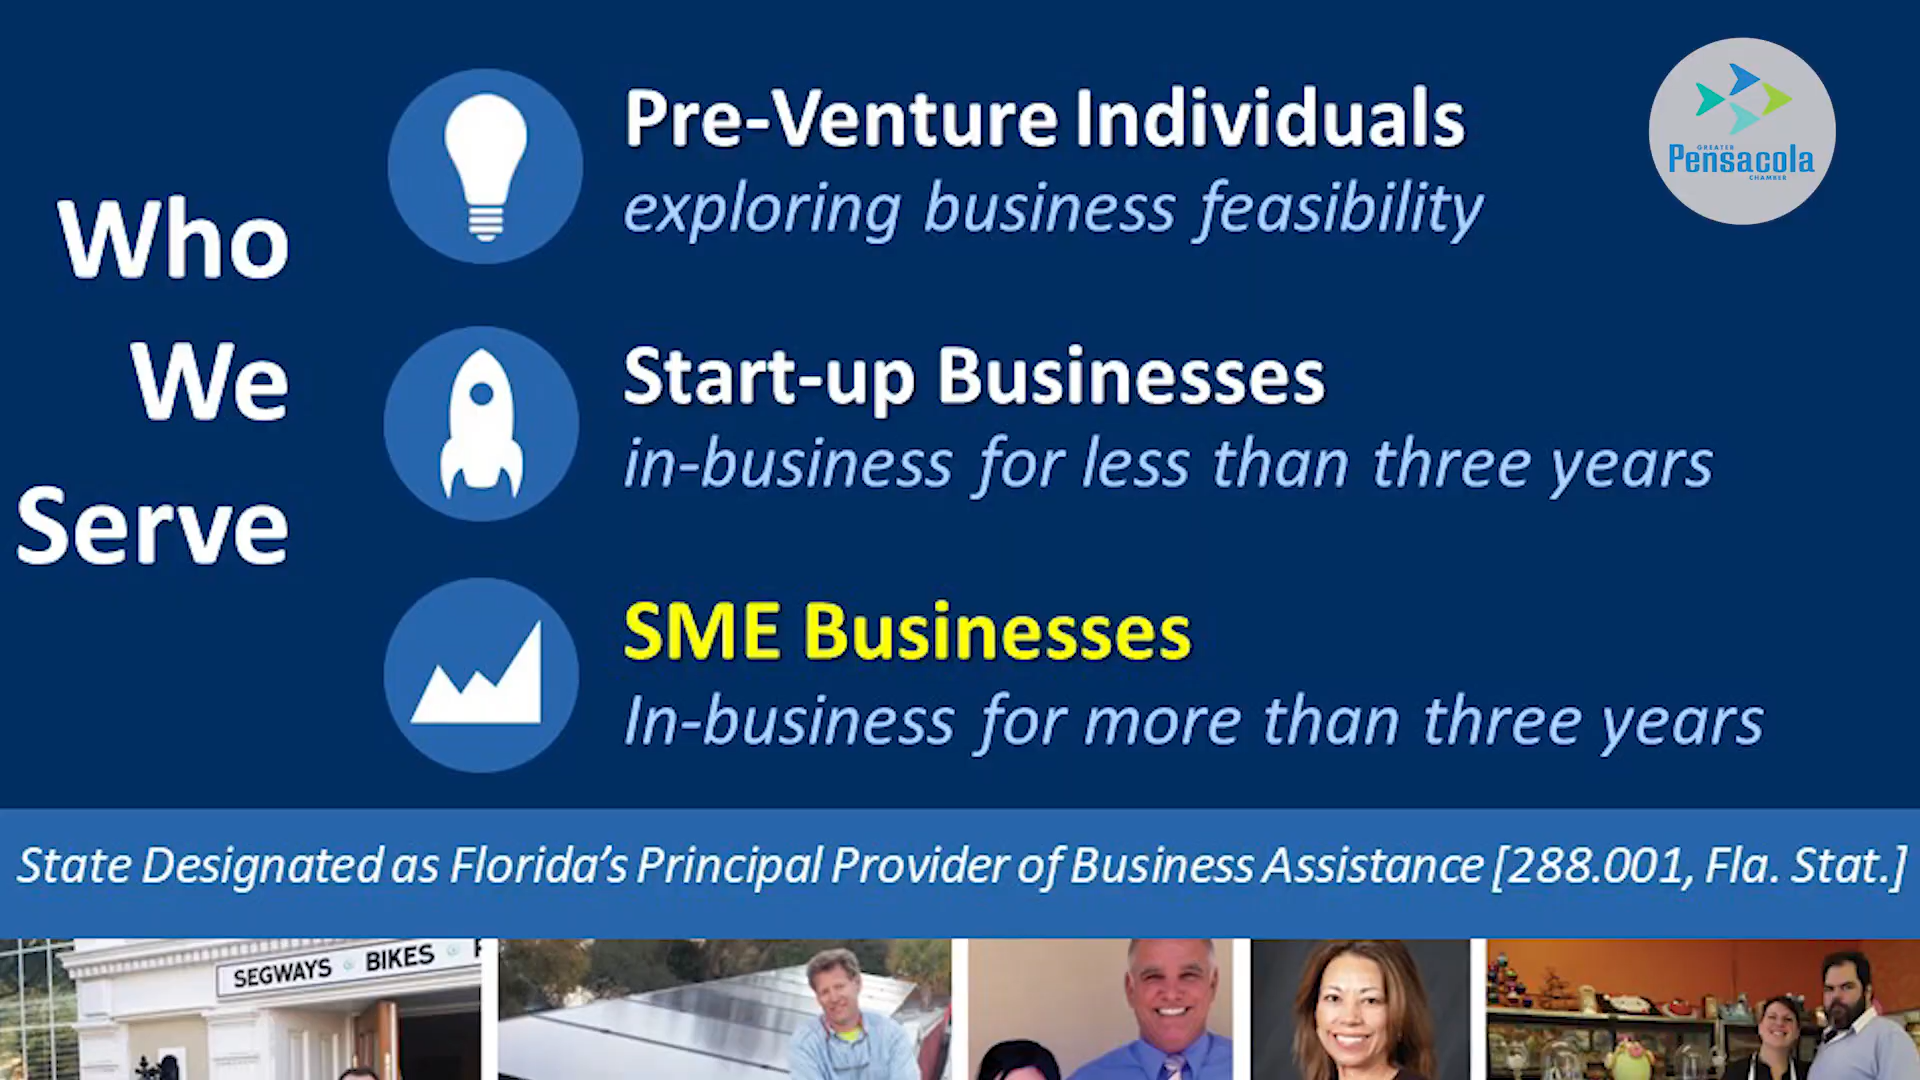 Who
We
Serve
Pre-Venture Individuals
exploring business feasibility
Start-up Businesses
in-business for less than three years
SME Businesses
In-business for more than three years
GREATER
Pensacola
CHAMBER
State Designated as Florida’s Principal Provider of Business Assistance [288.001, Fla. Stat.]
SEGWAYS BIKES